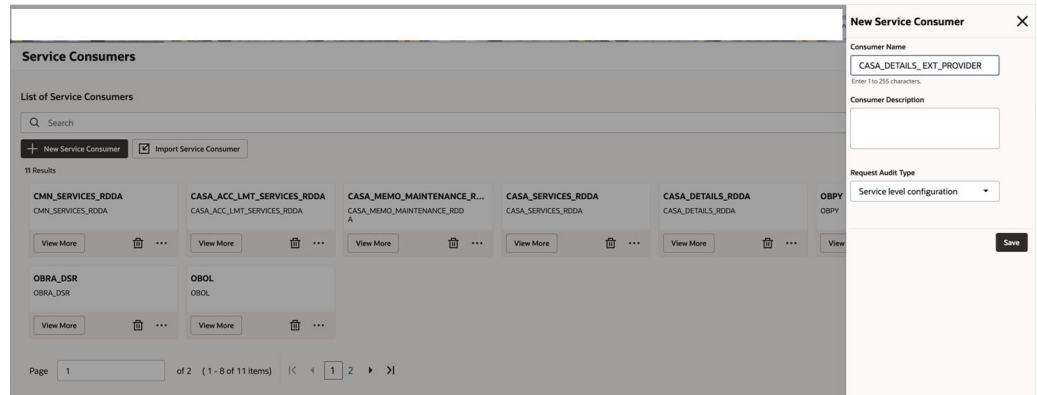 New Service Consumer
Consumer Name
CASA_DETAILS_ EXT_PROVIDER
Enter 1 to 255 characters.
Consumer Description
Request Audit Type
Service level configuration
Save
Service Consumers
List of Service Consumers
Search
New Service Consumer Import Service Consumer
11 Results
CMN_SERVICES_RDDA
CMN_SERVICES_RDDA
View More
CASA_ACC_LMT_SERVICES_RDDA
CASA_ACC_LMT_SERVICES_RDDA
View More
CASA_MEMO_MAINTENANCE_R...
CASA_MEMO_MAINTENANCE_RDD
A
View More
CASA_SERVICES_RDDA
CASA_SERVICES_RDDA
View More
CASA_DETAILS_RDDA
CASA_DETAILS_RDDA
View More
OBPY
OBPY
View
OBRA_DSR
OBRA_DSR
View More
OBOL
OBOL
View More
Page 1 of 2 ( 1 - 8 of 11 items) 1 2